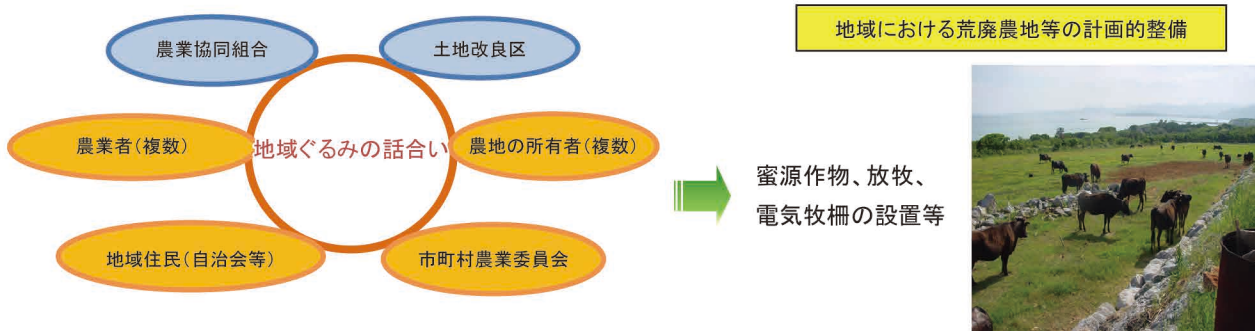 農業協同組合
土地改良区
農業者(複数)
地域ぐるみの話合い
農地の所有者(複数)
地域住民(自治会等)
市町村農業委員会
地域における荒廃農地等の計画的整備
蜜源作物、放牧、
電気牧柵の設置等